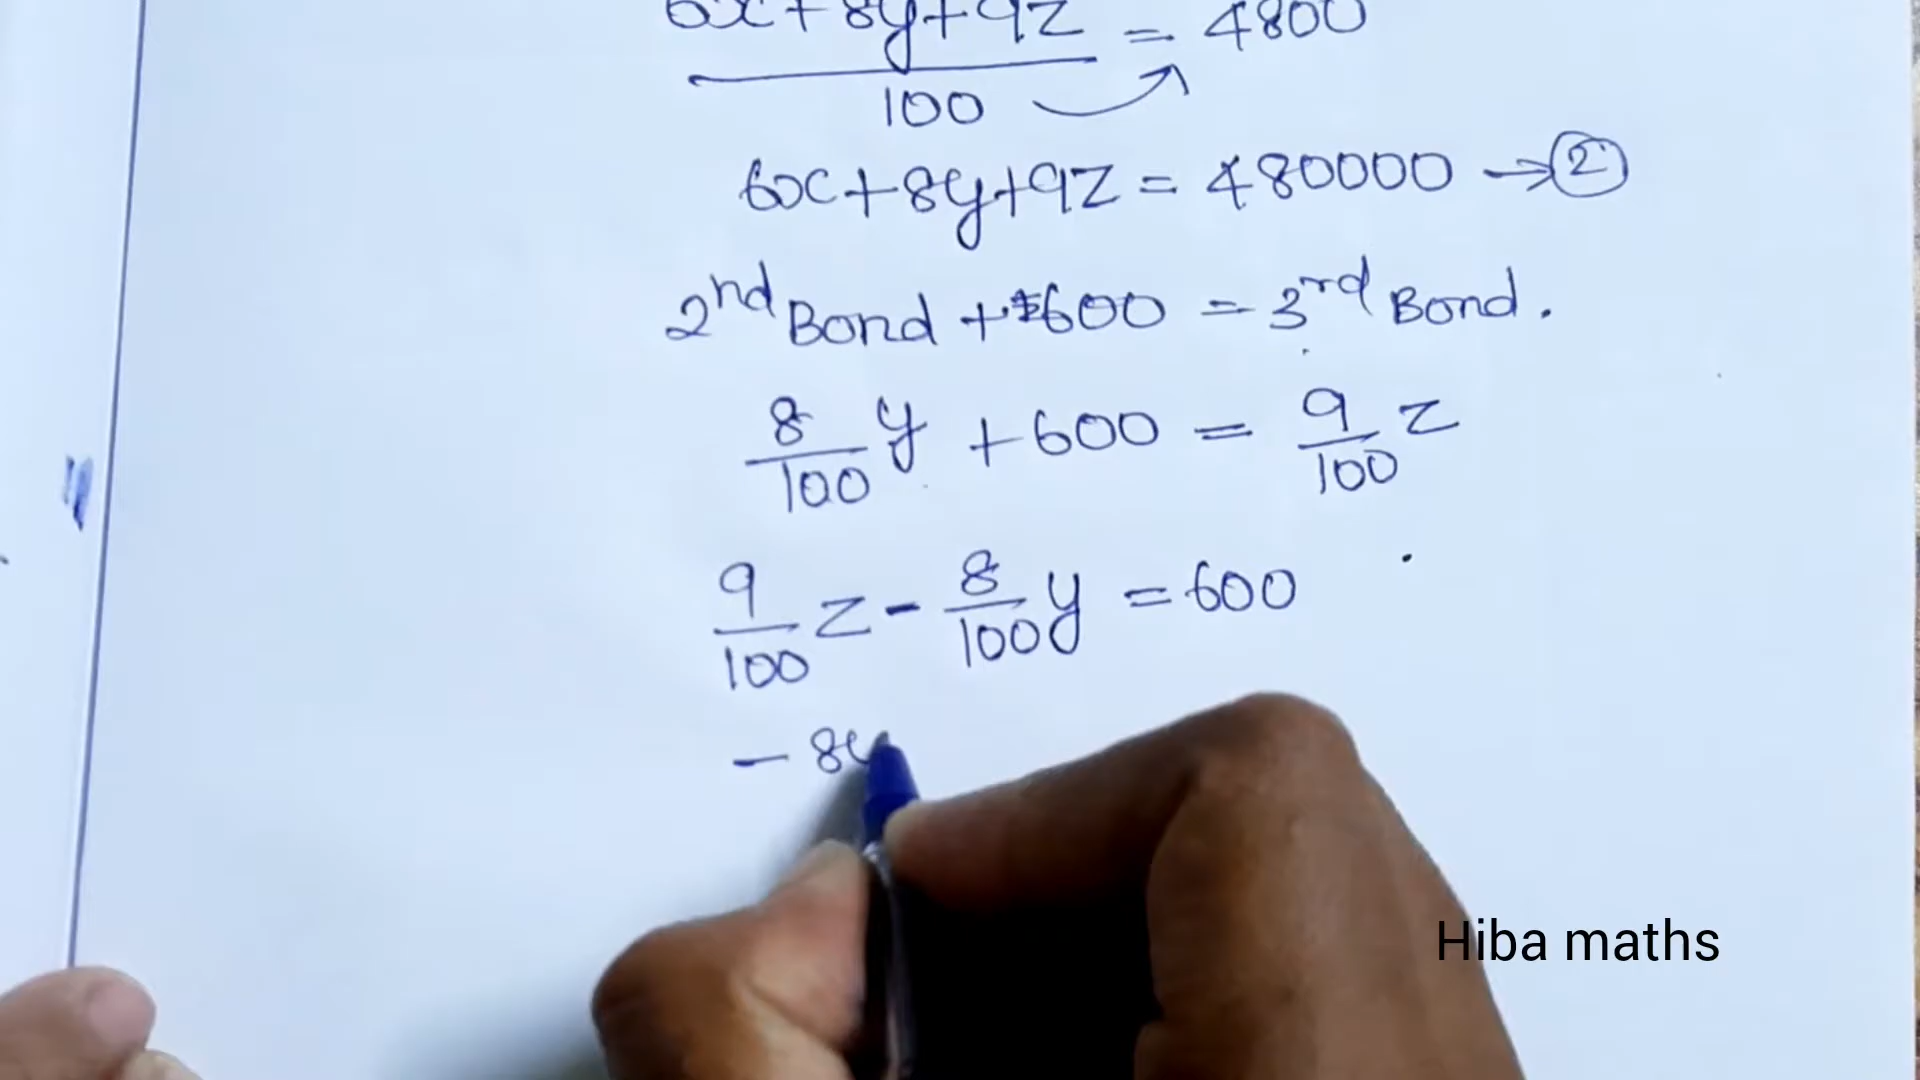 6x+8y+9z/100 = 4800
6x+8y+9z = 480000 → ②
2nd Bond + ₹600 = 3rd Bond.
8/100 y + 600 = 9/100 z
9/100 z - 8/100 y = 600
- 8y
Hiba maths